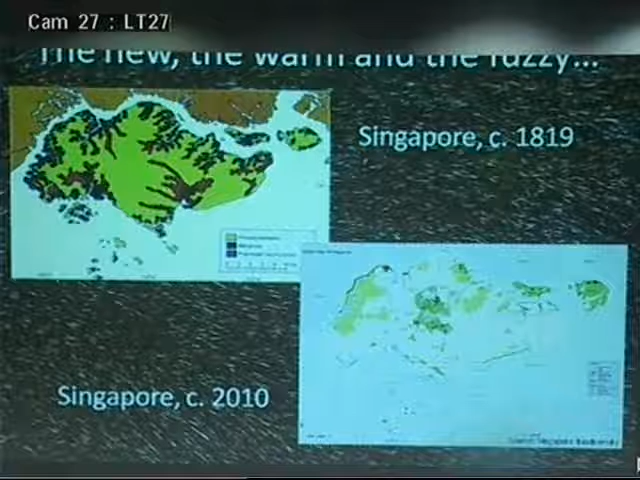 Cam 27 : LT27
The new, the warm and the fuzzy...
Singapore, c. 1819
Singapore, c. 2010